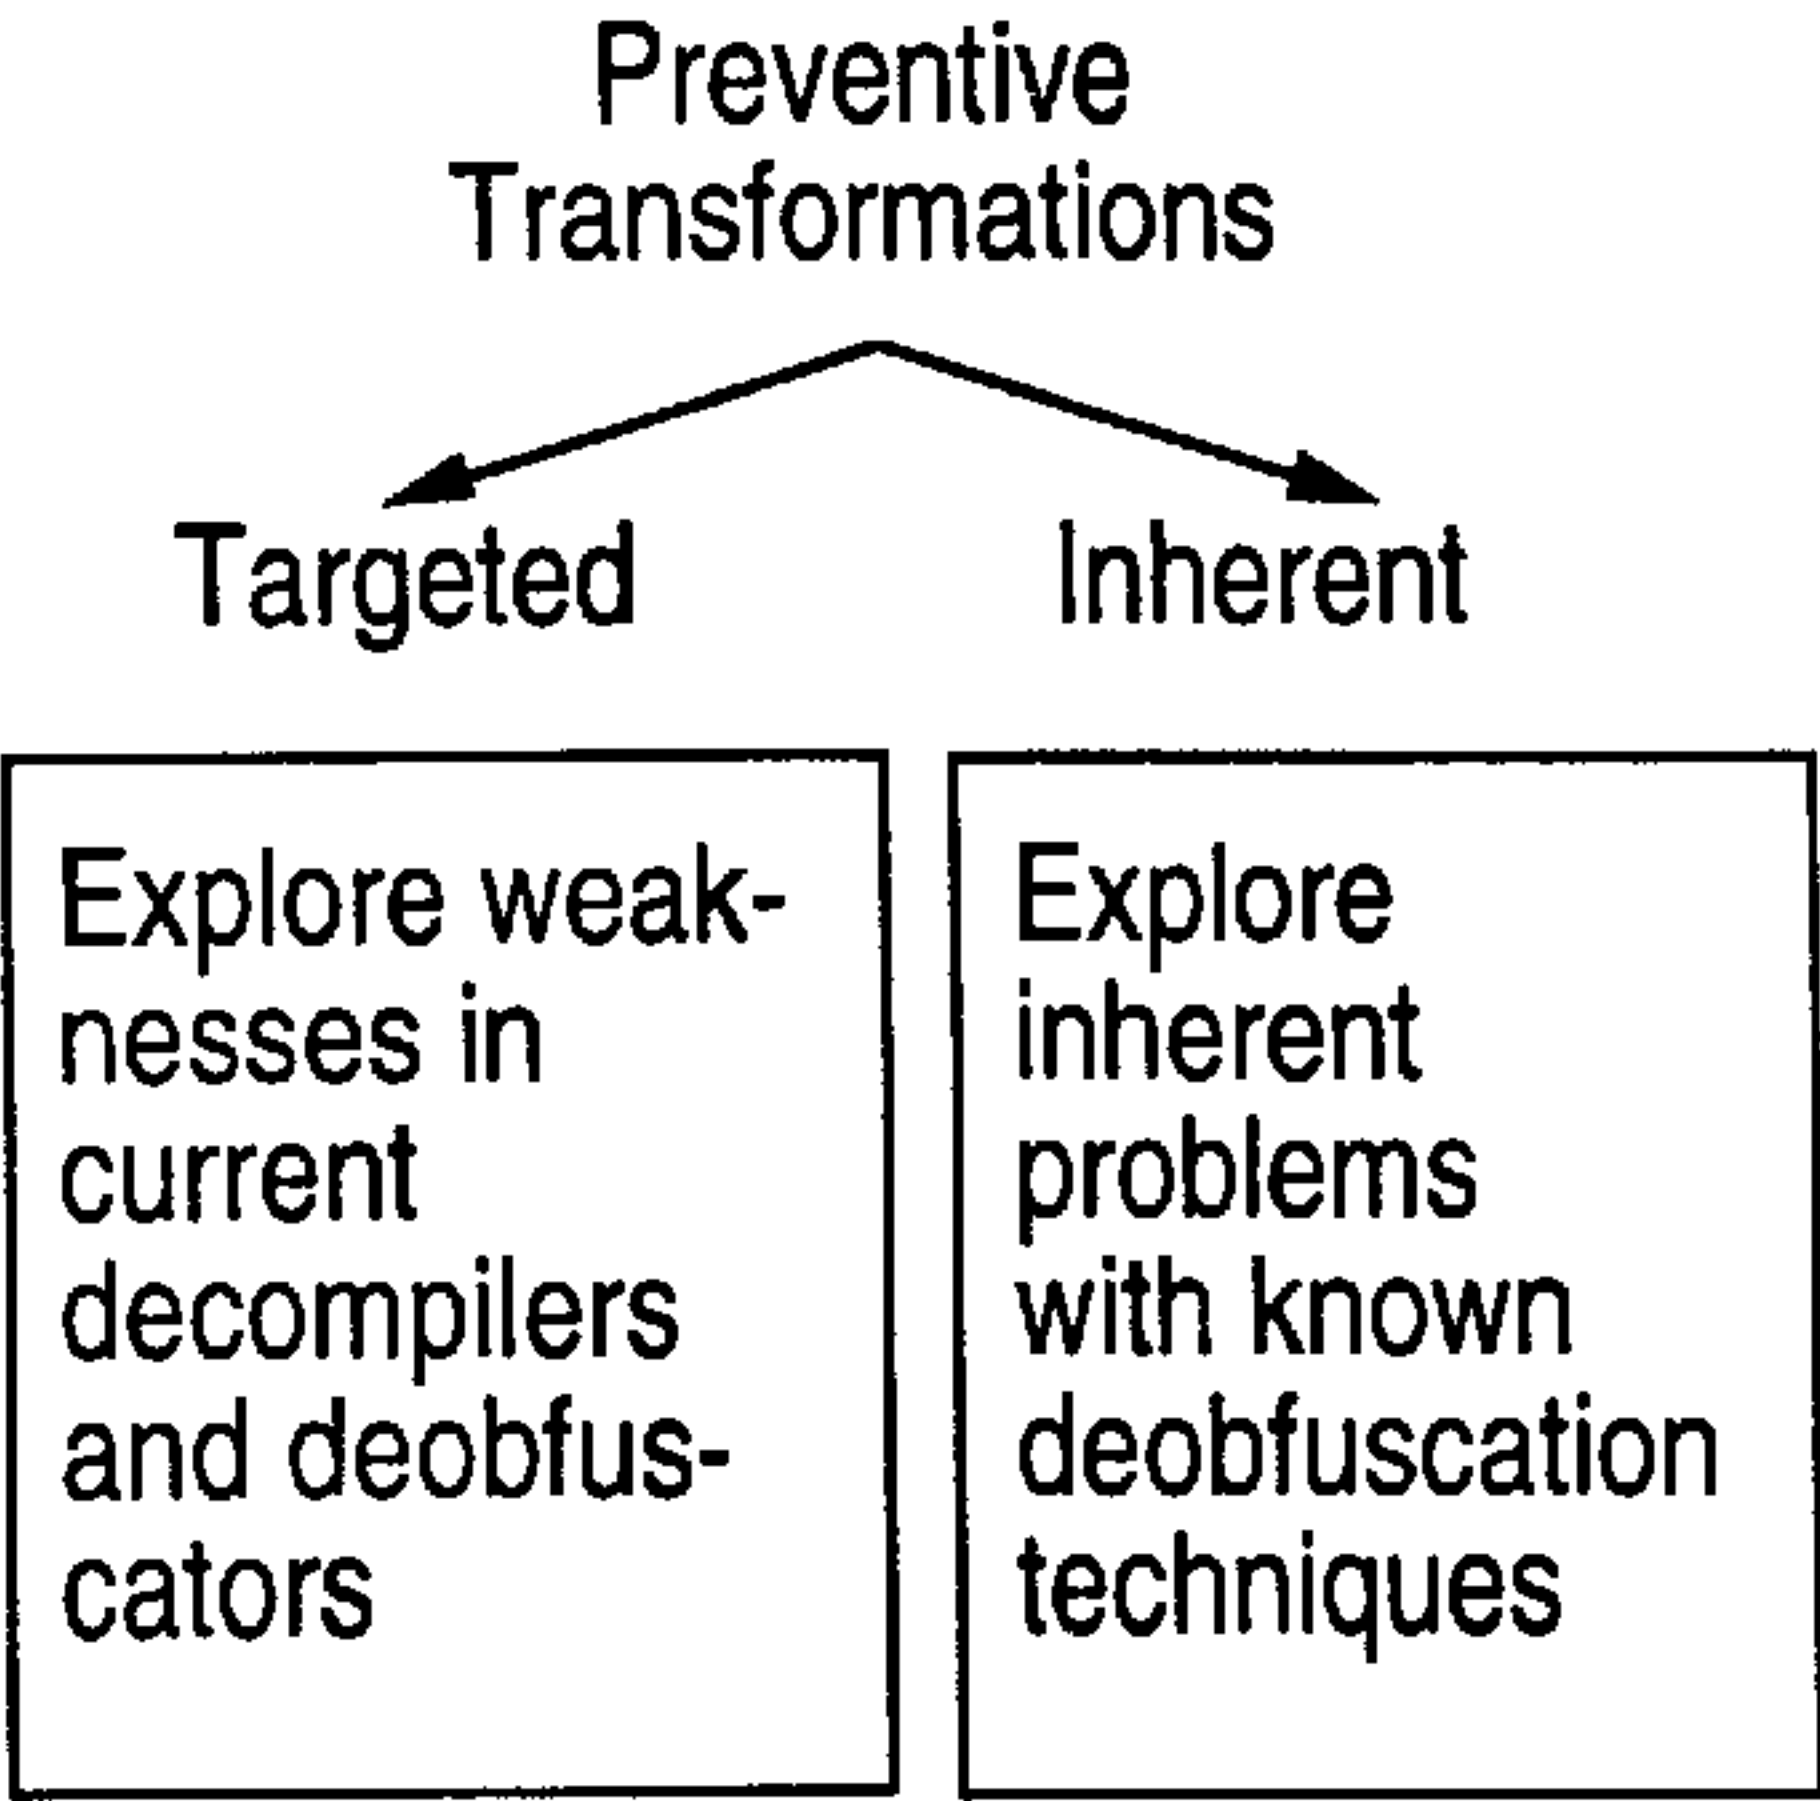 Preventive
Transformations
Targeted
Inherent
Explore weak-
nesses in
current
decompilers
and deobfus-
cators
Explore
inherent
problems
with known
deobfuscation
techniques